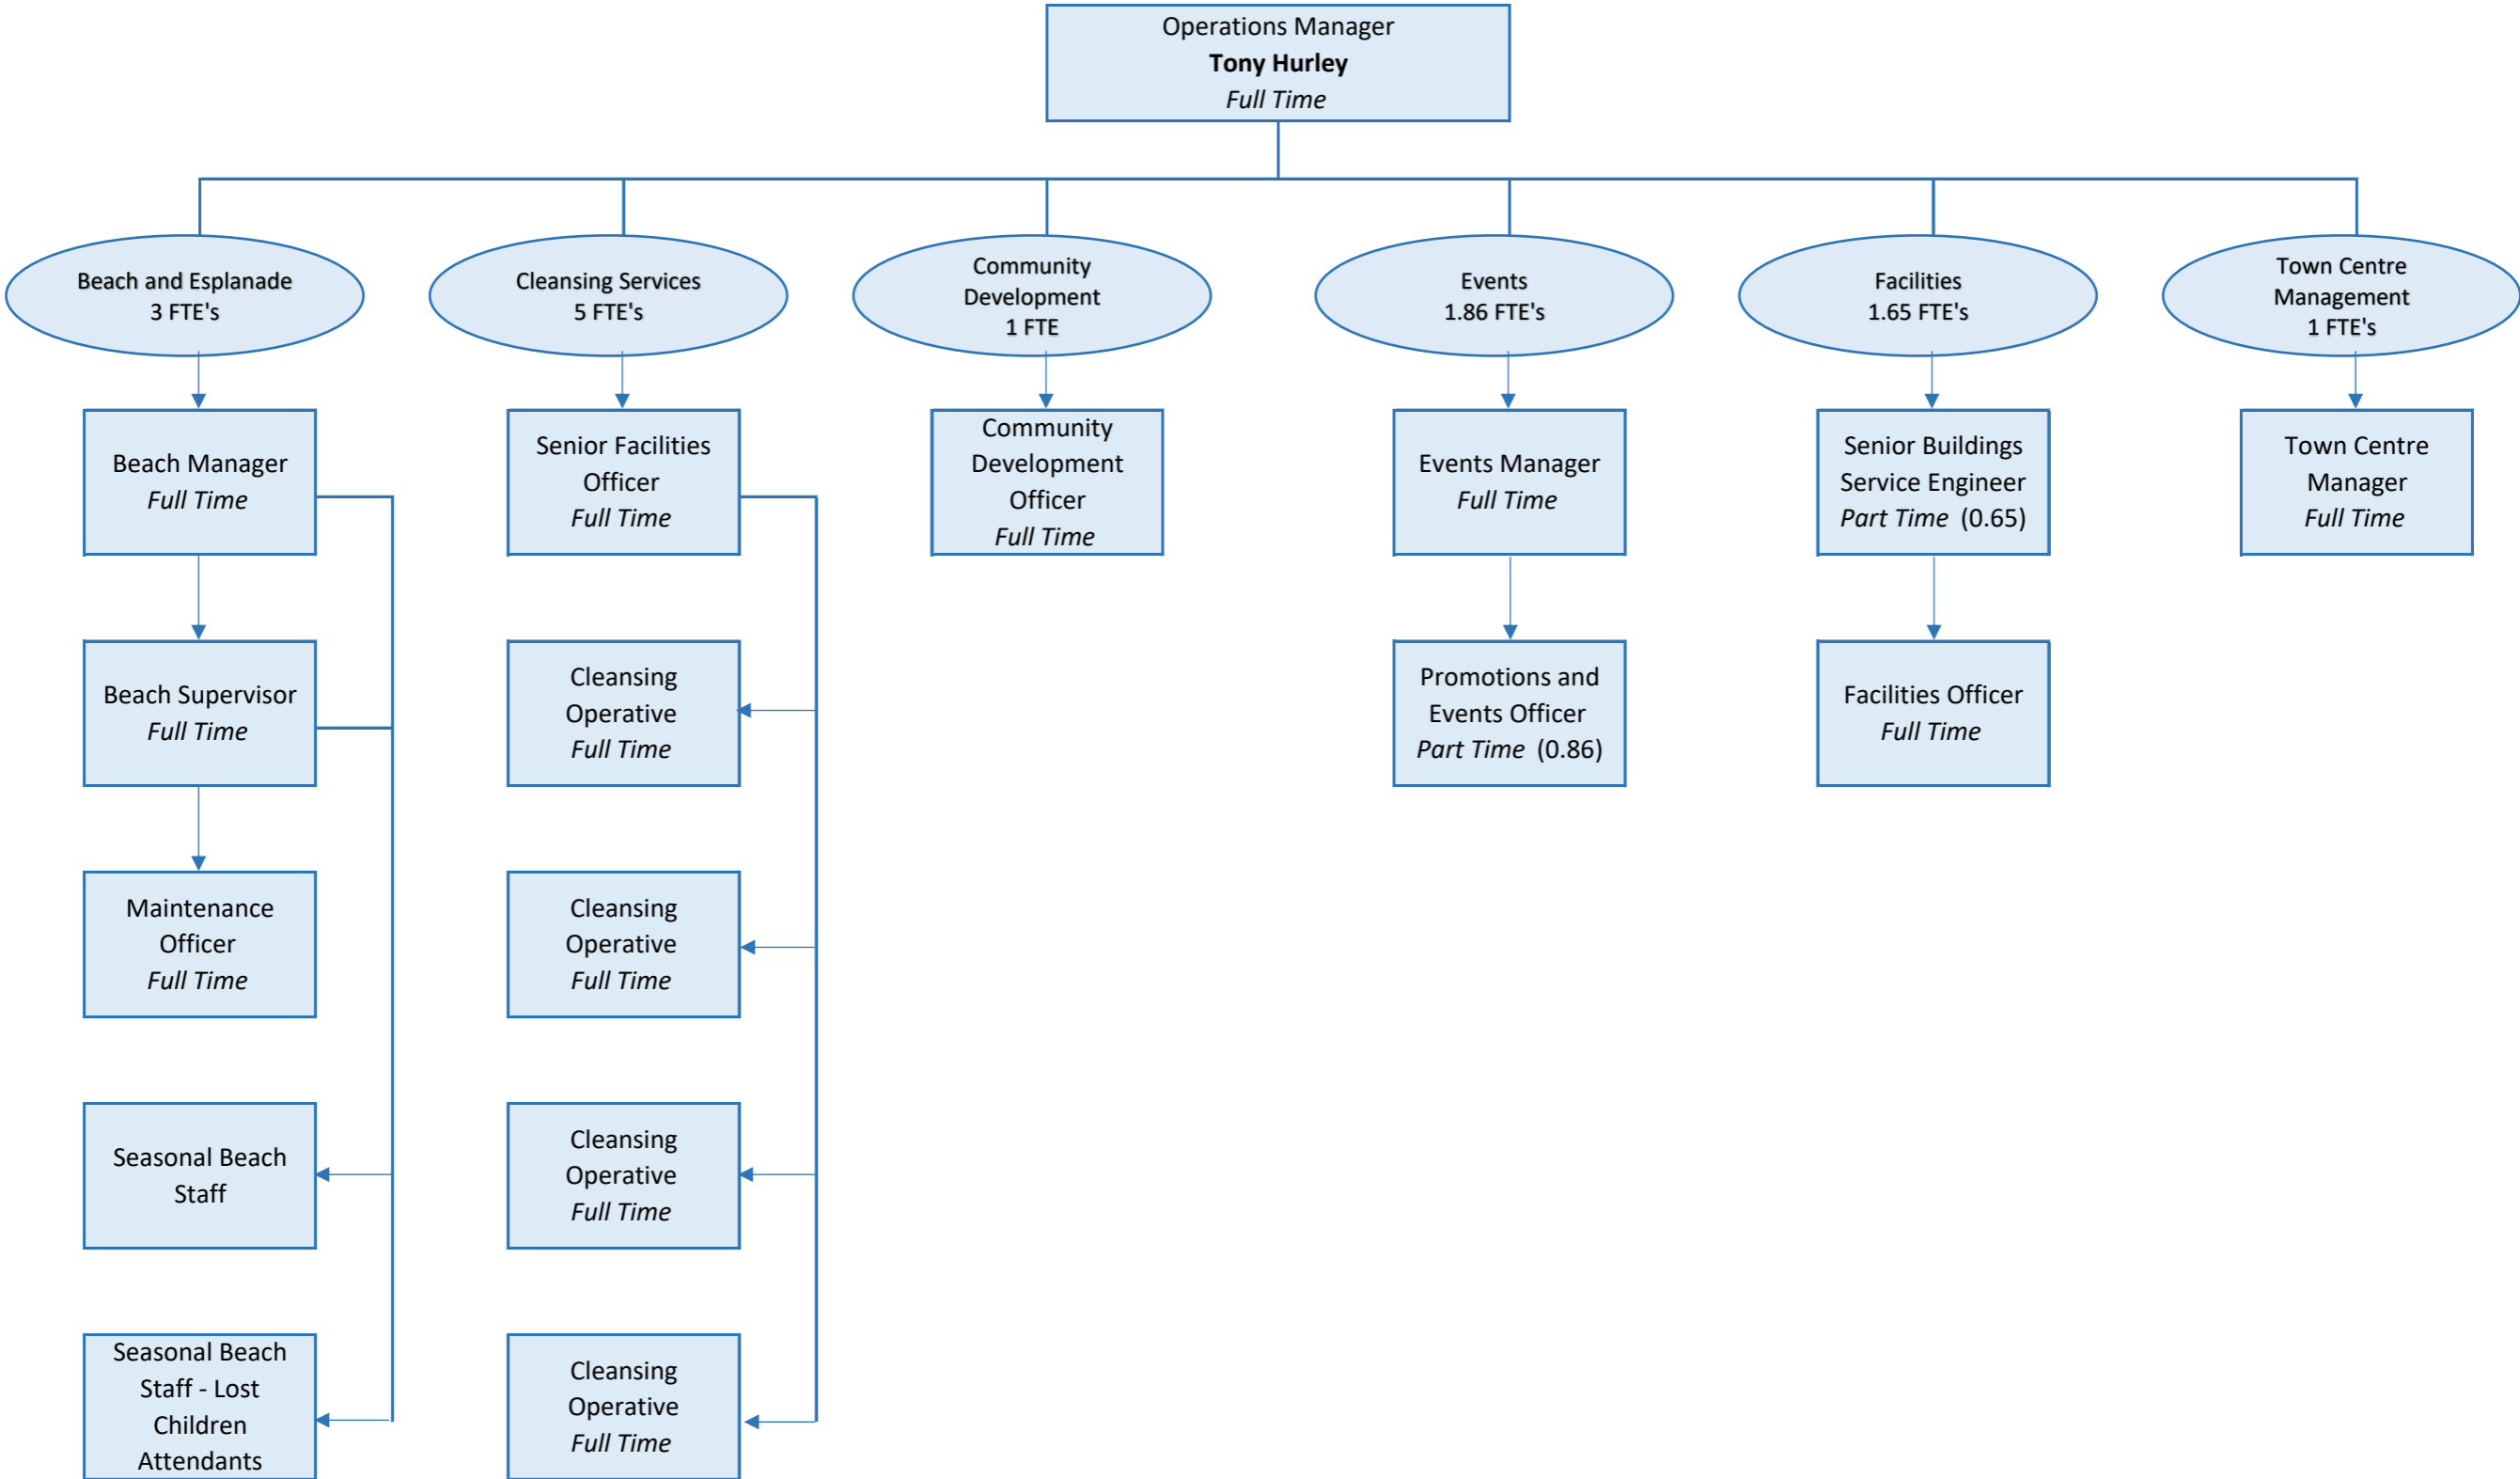 Operations Manager
Tony Hurley
Full Time
Beach and Esplanade
3 FTE's
Cleansing Services
5 FTE's
Community
Development
1 FTE
Events
1.86 FTE's
Facilities
1.65 FTE's
Town Centre
Management
1 FTE's
Beach Manager
Full Time
Senior Facilities
Officer
Full Time
Community
Development
Officer
Full Time
Events Manager
Full Time
Senior Buildings
Service Engineer
Part Time (0.65)
Town Centre
Manager
Full Time
Beach Supervisor
Full Time
Cleansing
Operative
Full Time
Promotions and
Events Officer
Part Time (0.86)
Facilities Officer
Full Time
Maintenance
Officer
Full Time
Cleansing
Operative
Full Time
Seasonal Beach
Staff
Cleansing
Operative
Full Time
Seasonal Beach
Staff - Lost
Children
Attendants
Cleansing
Operative
Full Time